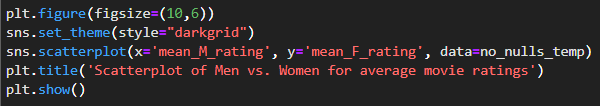 plt.figure(figsize=(10,6))
sns.set_theme(style="darkgrid")
sns.scatterplot(x='mean_M_rating', y='mean_F_rating', data=no_nulls_temp)
plt.title('Scatterplot of Men vs. Women for average movie ratings')
plt.show()